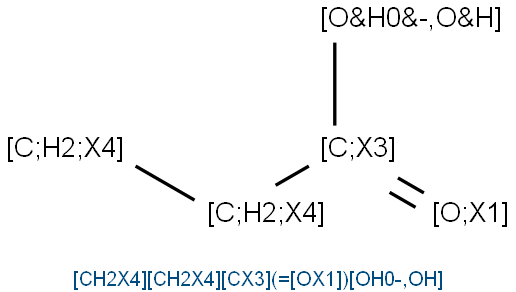 [O&H0&-,O&H]
[C;H2;X4]
[C;X3]
[C;H2;X4]
[O;X1]
[CH2X4][CH2X4][CX3](=[OX1])[OH0-,OH]